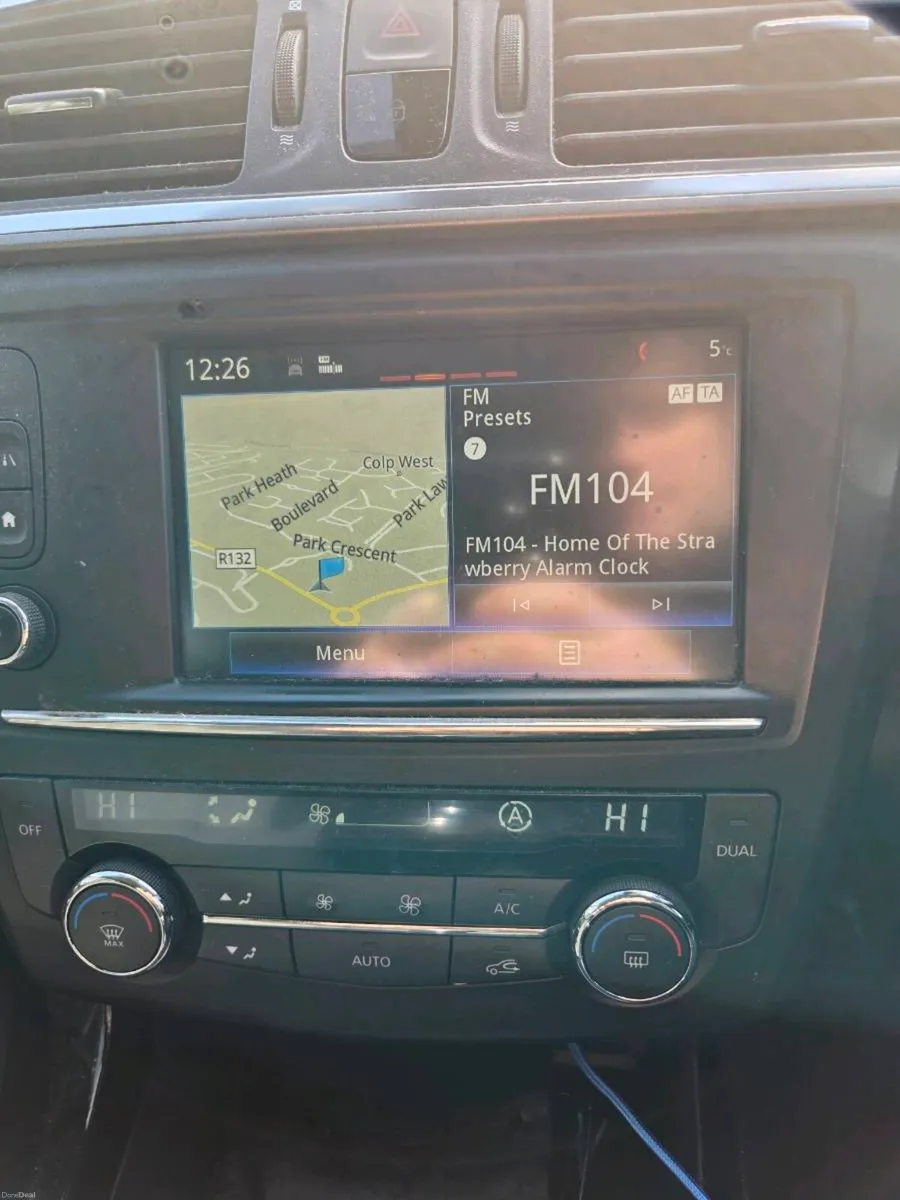 12:26
5°c
Colp West
Park Heath
Boulevard
Park Law
Park Crescent
R132
FM
Presets
AF TA
7
FM104
FM104 - Home Of The Stra
wberry Alarm Clock
Menu
HI
A
HI
OFF
DUAL
MAX
A/C
AUTO
DoneDeal